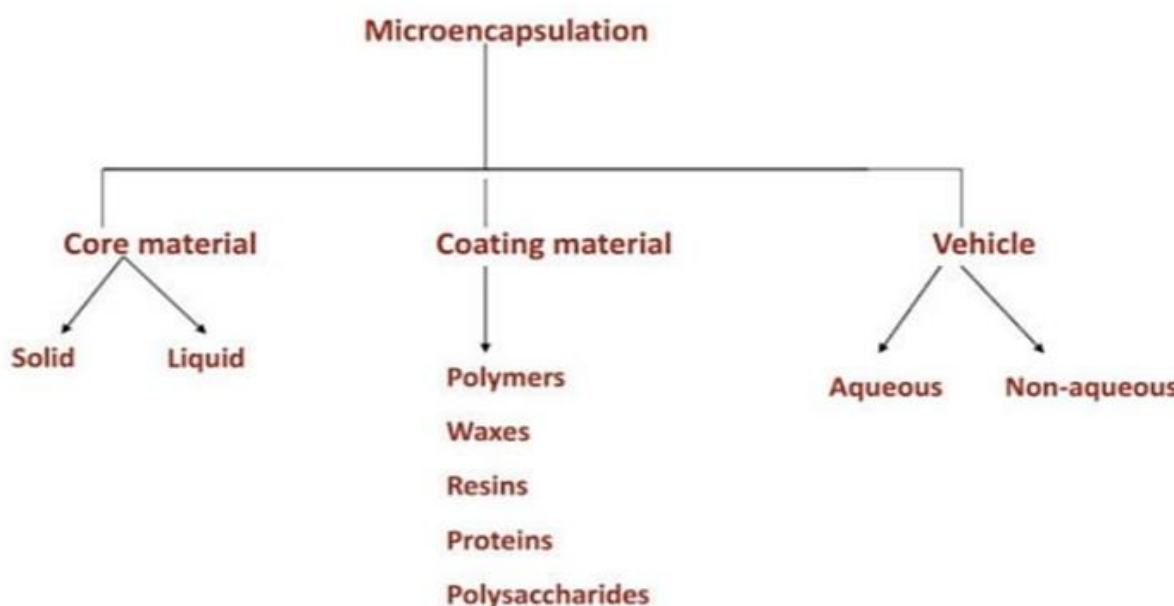 Microencapsulation
Core material
Coating material
Vehicle
Solid
Liquid
Polymers
Waxes
Resins
Proteins
Polysaccharides
Aqueous
Non-aqueous